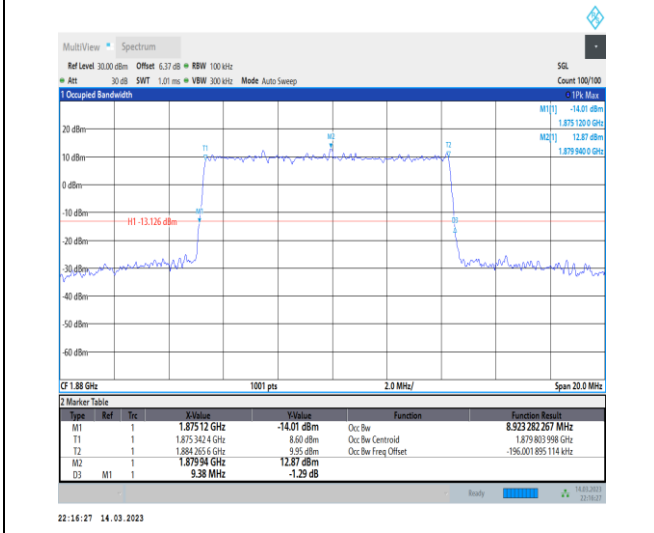 MultiView Spectrum
Ref Level 30.00 dBm Offset 6.37 dB RBW 100 kHz SGL
Att 30 dB SWT 1.01 ms VBW 300 kHz Mode Auto Sweep Count 100/100
1 Occupied Bandwidth 1Pk Max
M1[1] -14.01 dBm
1.875 120 0 GHz
M2[1] 12.87 dBm
1.879 940 0 GHz
20 dBm
M2
T1
T2
10 dBm
0 dBm
-10 dBm
M1
H1 -13.126 dBm
D3
-20 dBm
-30 dBm
-40 dBm
-50 dBm
-60 dBm
CF 1.88 GHz 1001 pts 2.0 MHz/ Span 20.0 MHz
2 Marker Table
Type Ref Trc X-Value Y-Value Function Function Result
M1 1 1.87512 GHz -14.01 dBm Occ Bw 8.923 282 267 MHz
T1 1 1.875 342 4 GHz 8.60 dBm Occ Bw Centroid 1.879 803 998 GHz
T2 1 1.884 265 6 GHz 9.95 dBm Occ Bw Freq Offset -196.001 895 114 kHz
M2 1 1.87994 GHz 12.87 dBm
D3 M1 1 9.38 MHz -1.29 dB
Ready 14.03.2023
22:16:27
22:16:27 14.03.2023